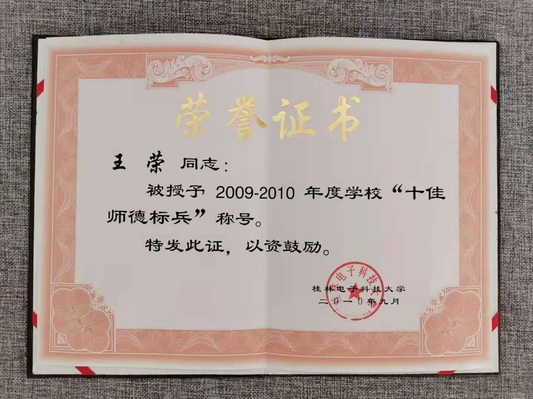 荣誉证书
王荣 同志：
被授予 2009-2010 年度学校“十佳
师德标兵”称号。
特发此证，以资鼓励。
桂林电子科技大学
二〇一〇年九月